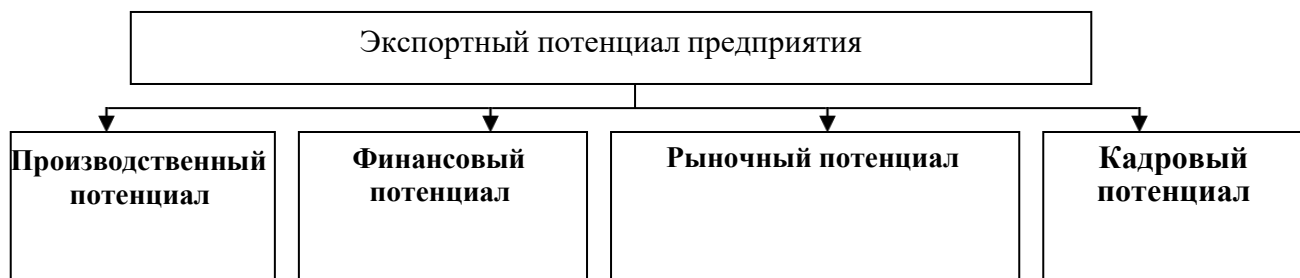 Экспортный потенциал предприятия
Производственный
потенциал
Финансовый
потенциал
Рыночный потенциал
Кадровый
потенциал